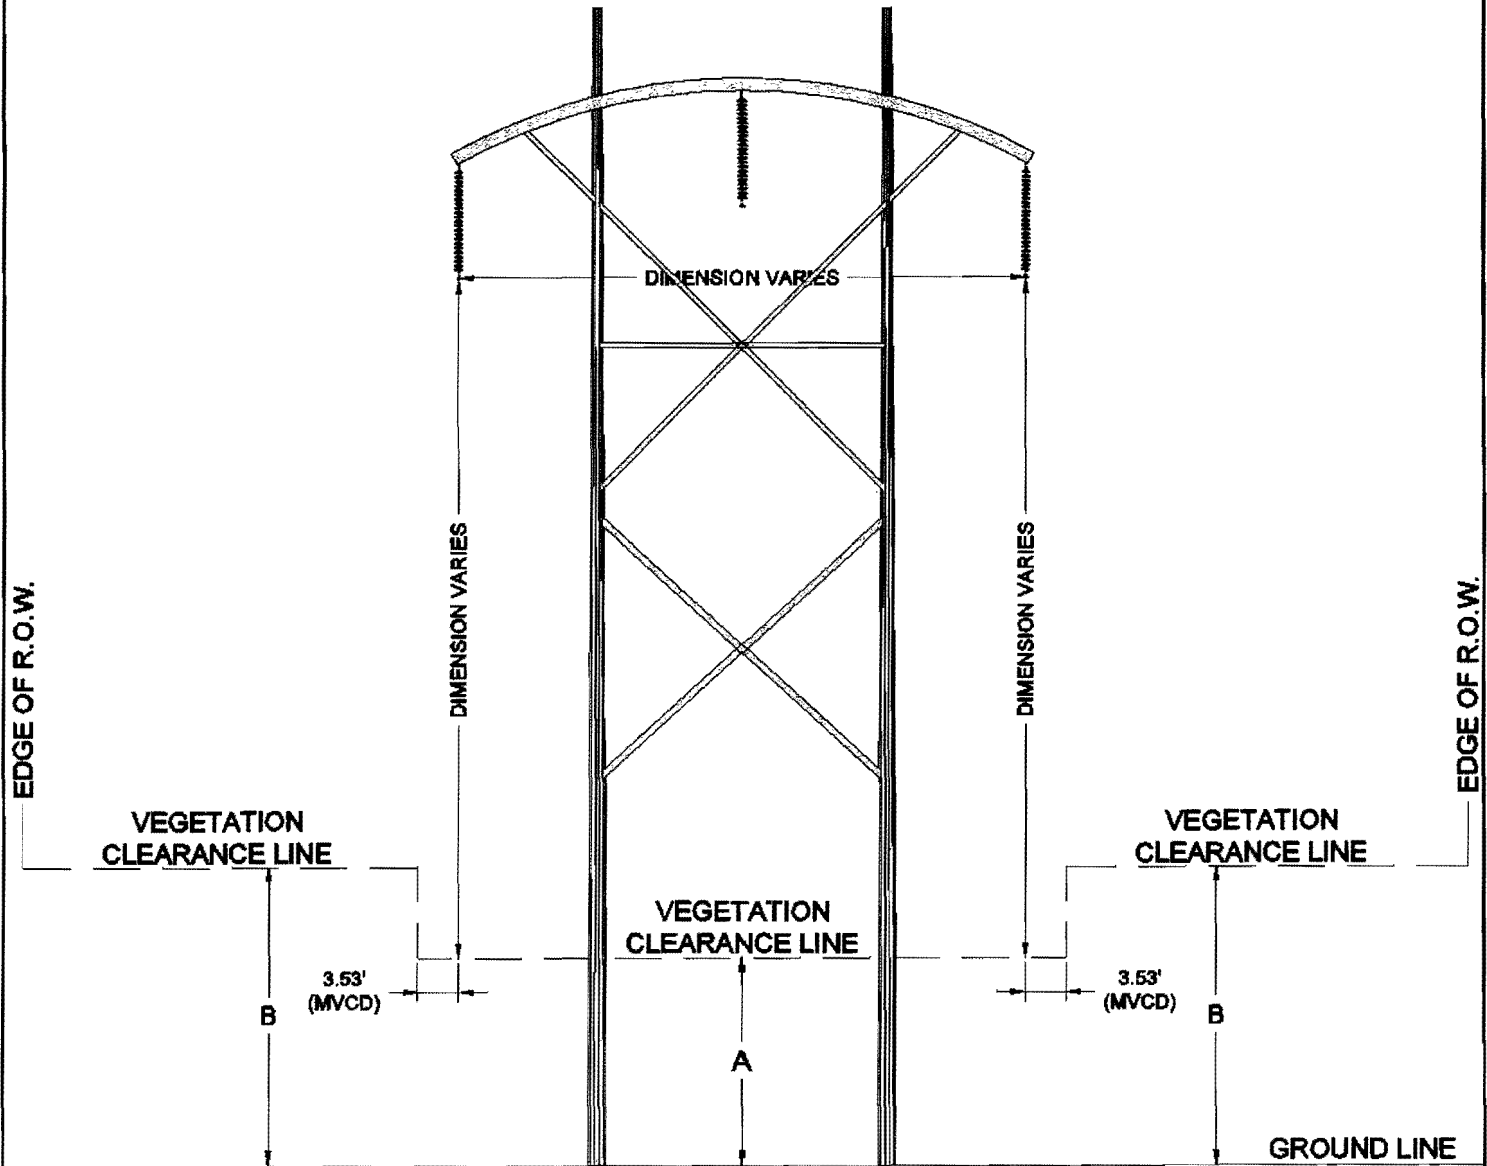 DIMENSION VARIES
DIMENSION VARIES
DIMENSION VARIES
EDGE OF R.O.W.
EDGE OF R.O.W.
VEGETATION
CLEARANCE LINE
VEGETATION
CLEARANCE LINE
VEGETATION
CLEARANCE LINE
3.53'
(MVCD)
3.53'
(MVCD)
B
A
B
GROUND LINE